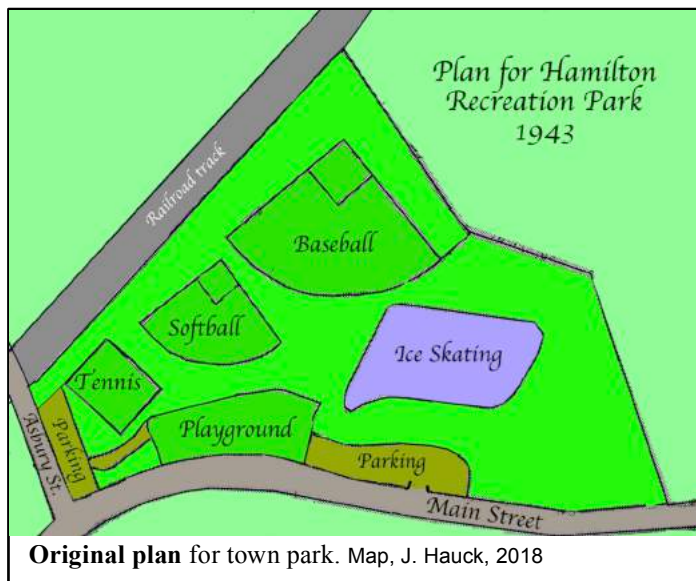 Plan for Hamilton
Recreation Park
1943
Railroad track
Baseball
Softball
Ice Skating
Tennis
Playground
Parking
Asbury St.
Parking
Main Street
Original plan for town park. Map, J. Hauck, 2018